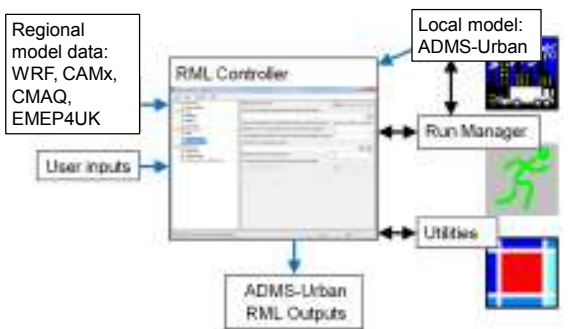 Regional
model data:
WRF, CAMx,
CMAQ,
EMEP4UK
Local model:
ADMS-Urban
RML Controller
Run Manager
User inputs
Utilities
ADMS-Urban
RML Outputs